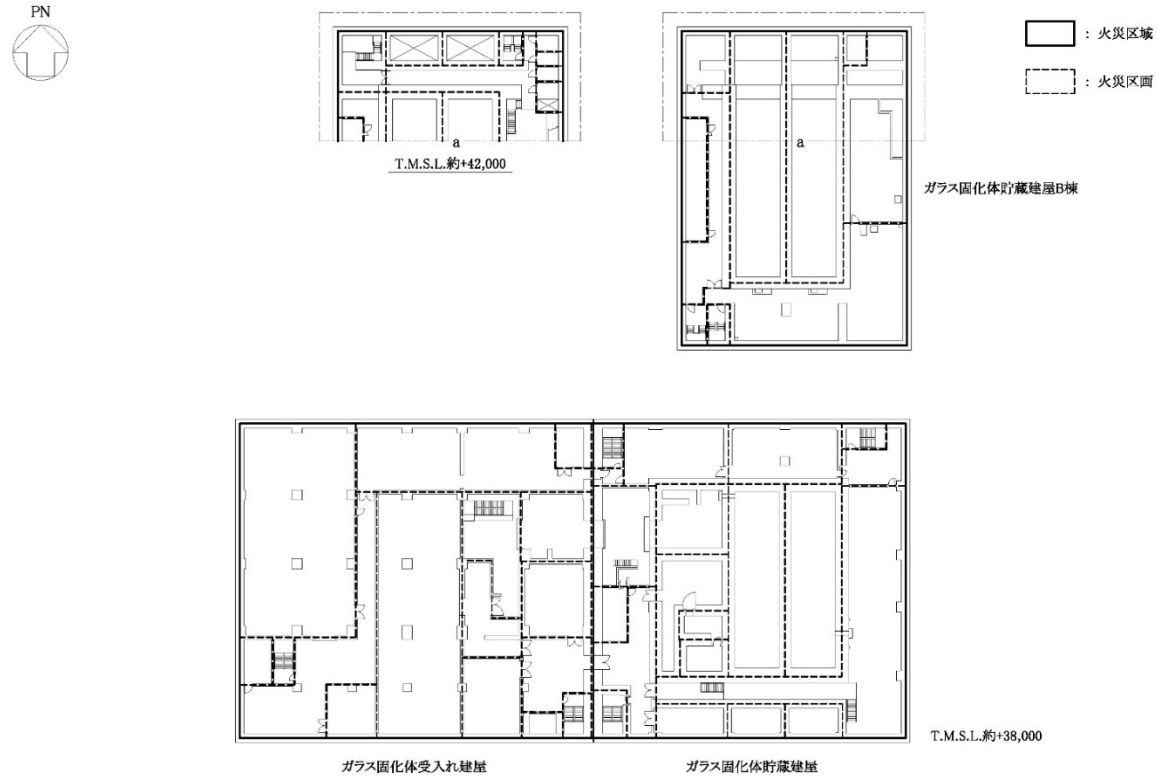 PN
: 火災区域
: 火災区画
a
T.M.S.L.約+42,000
a
ガラス固化体貯蔵建屋B棟
T.M.S.L.約+38,000
ガラス固化体受入れ建屋
ガラス固化体貯蔵建屋